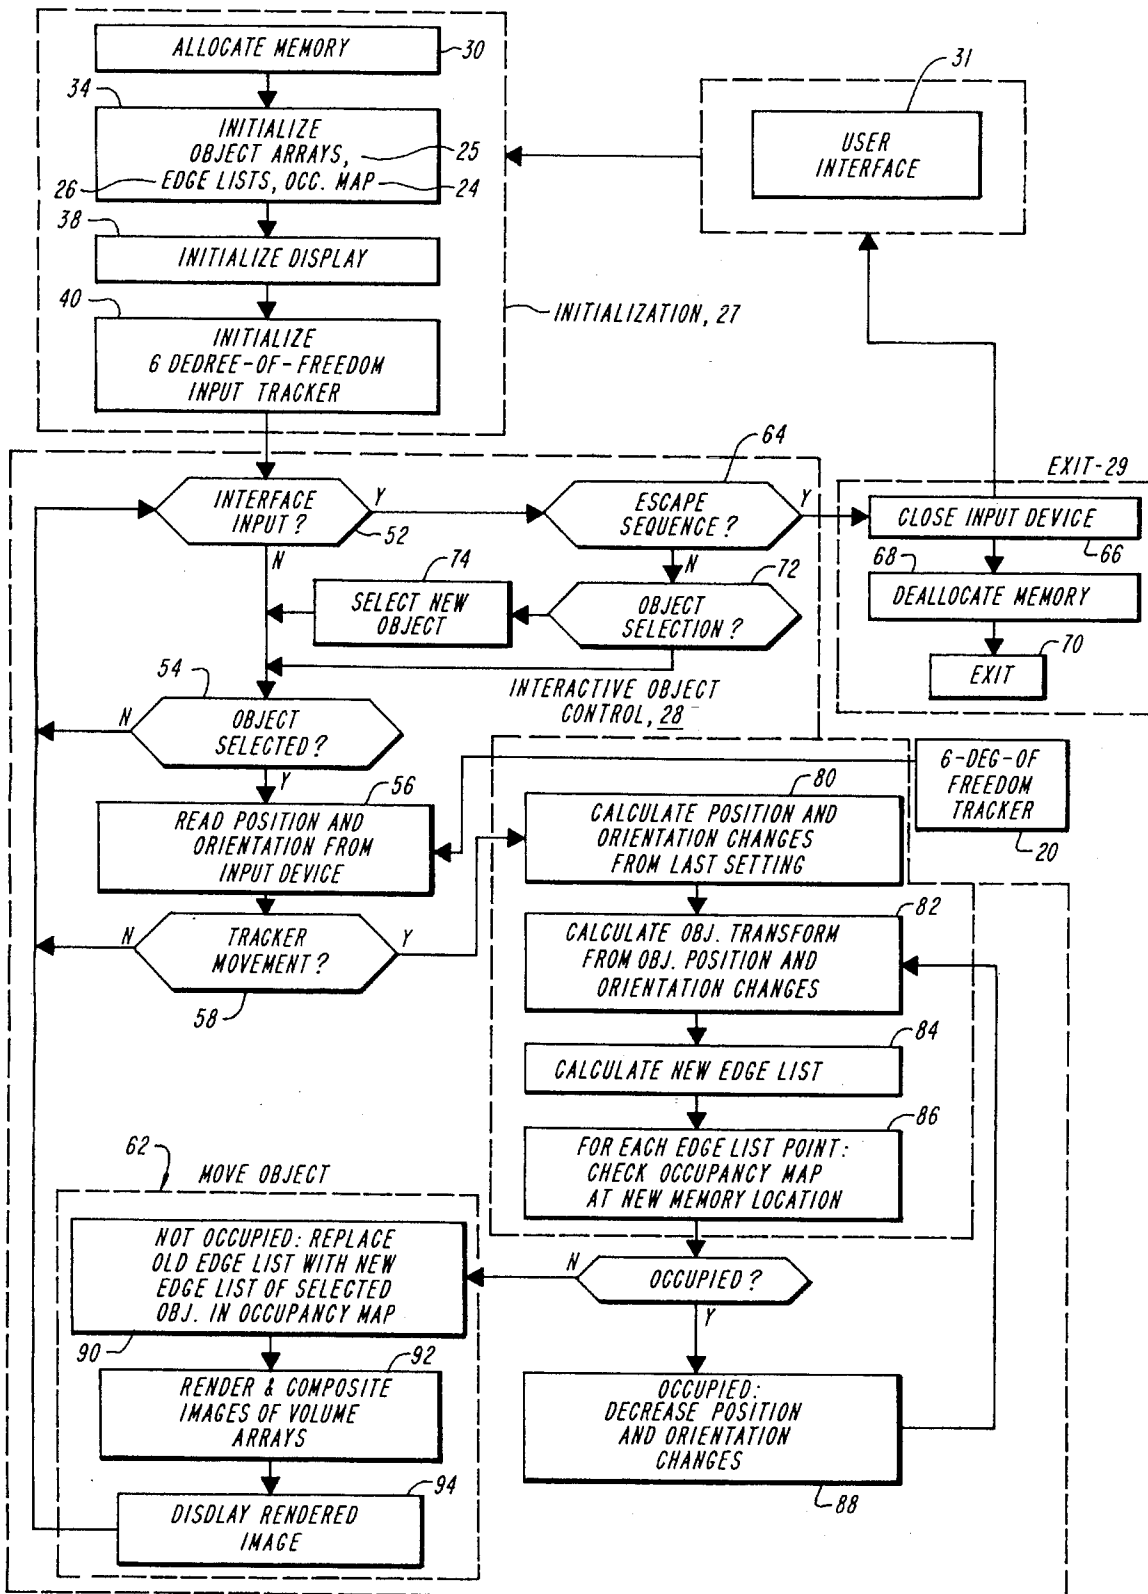 ALLOCATE MEMORY
30
34
INITIALIZE
OBJECT ARRAYS,
25
26
EDGE LISTS, OCC. MAP
24
38
INITIALIZE DISPLAY
40
INITIALIZE
6 DEDREE-OF-FREEDOM
INPUT TRACKER
INITIALIZATION, 27
31
USER
INTERFACE
INTERFACE
INPUT?
Y
52
N
64
ESCAPE
SEQUENCE?
Y
N
EXIT-29
CLOSE INPUT DEVICE
66
68
DEALLOCATE MEMORY
70
EXIT
74
SELECT NEW
OBJECT
72
OBJECT
SELECTION?
INTERACTIVE OBJECT
CONTROL, 28
54
N
OBJECT
SELECTED?
Y
56
READ POSITION AND
ORIENTATION FROM
INPUT DEVICE
6-DEG-OF
FREEDOM
TRACKER
20
N
TRACKER
MOVEMENT?
Y
58
80
CALCULATE POSITION AND
ORIENTATION CHANGES
FROM LAST SETTING
82
CALCULATE OBJ. TRANSFORM
FROM OBJ. POSITION AND
ORIENTATION CHANGES
84
CALCULATE NEW EDGE LIST
86
FOR EACH EDGE LIST POINT:
CHECK OCCUPANCY MAP
AT NEW MEMORY LOCATION
N
OCCUPIED?
Y
OCCUPIED:
DECREASE POSITION
AND ORIENTATION
CHANGES
88
62
MOVE OBJECT
NOT OCCUPIED: REPLACE
OLD EDGE LIST WITH NEW
EDGE LIST OF SELECTED
OBJ. IN OCCUPANCY MAP
90
92
RENDER & COMPOSITE
IMAGES OF VOLUME
ARRAYS
94
DISDLAY RENDERED
IMAGE